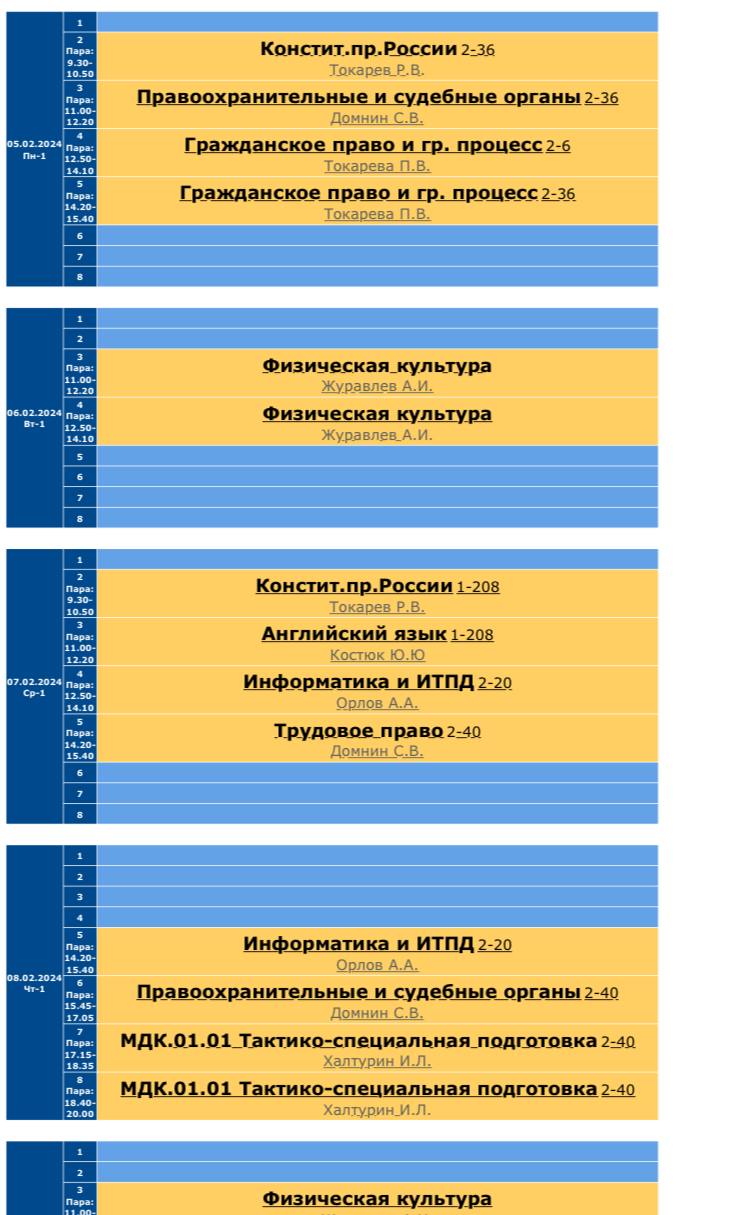 05.02.2024
Пн-1
1
2
Пара:
9.30-
10.50
Констит.пр.России 2-36
Токарев Р.В.
3
Пара:
11.00-
12.20
Правоохранительные и судебные органы 2-36
Домнин С.В.
4
Пара:
12.50-
14.10
Гражданское право и гр. процесс 2-6
Токарева П.В.
5
Пара:
14.20-
15.40
Гражданское право и гр. процесс 2-36
Токарева П.В.
6
7
8
06.02.2024
Вт-1
1
2
3
Пара:
11.00-
12.20
Физическая культура
Журавлев А.И.
4
Пара:
12.50-
14.10
Физическая культура
Журавлев А.И.
5
6
7
8
07.02.2024
Ср-1
1
2
Пара:
9.30-
10.50
Констит.пр.России 1-208
Токарев Р.В.
3
Пара:
11.00-
12.20
Английский язык 1-208
Костюк Ю.Ю
4
Пара:
12.50-
14.10
Информатика и ИТПД 2-20
Орлов А.А.
5
Пара:
14.20-
15.40
Трудовое право 2-40
Домнин С.В.
6
7
8
08.02.2024
Чт-1
1
2
3
4
5
Пара:
14.20-
15.40
Информатика и ИТПД 2-20
Орлов А.А.
6
Пара:
15.45-
17.05
Правоохранительные и судебные органы 2-40
Домнин С.В.
7
Пара:
17.15-
18.35
МДК.01.01 Тактико-специальная подготовка 2-40
Халтурин И.Л.
8
Пара:
18.40-
20.00
МДК.01.01 Тактико-специальная подготовка 2-40
Халтурин И.Л.
1
2
3
Пара:
11.00-
Физическая культура